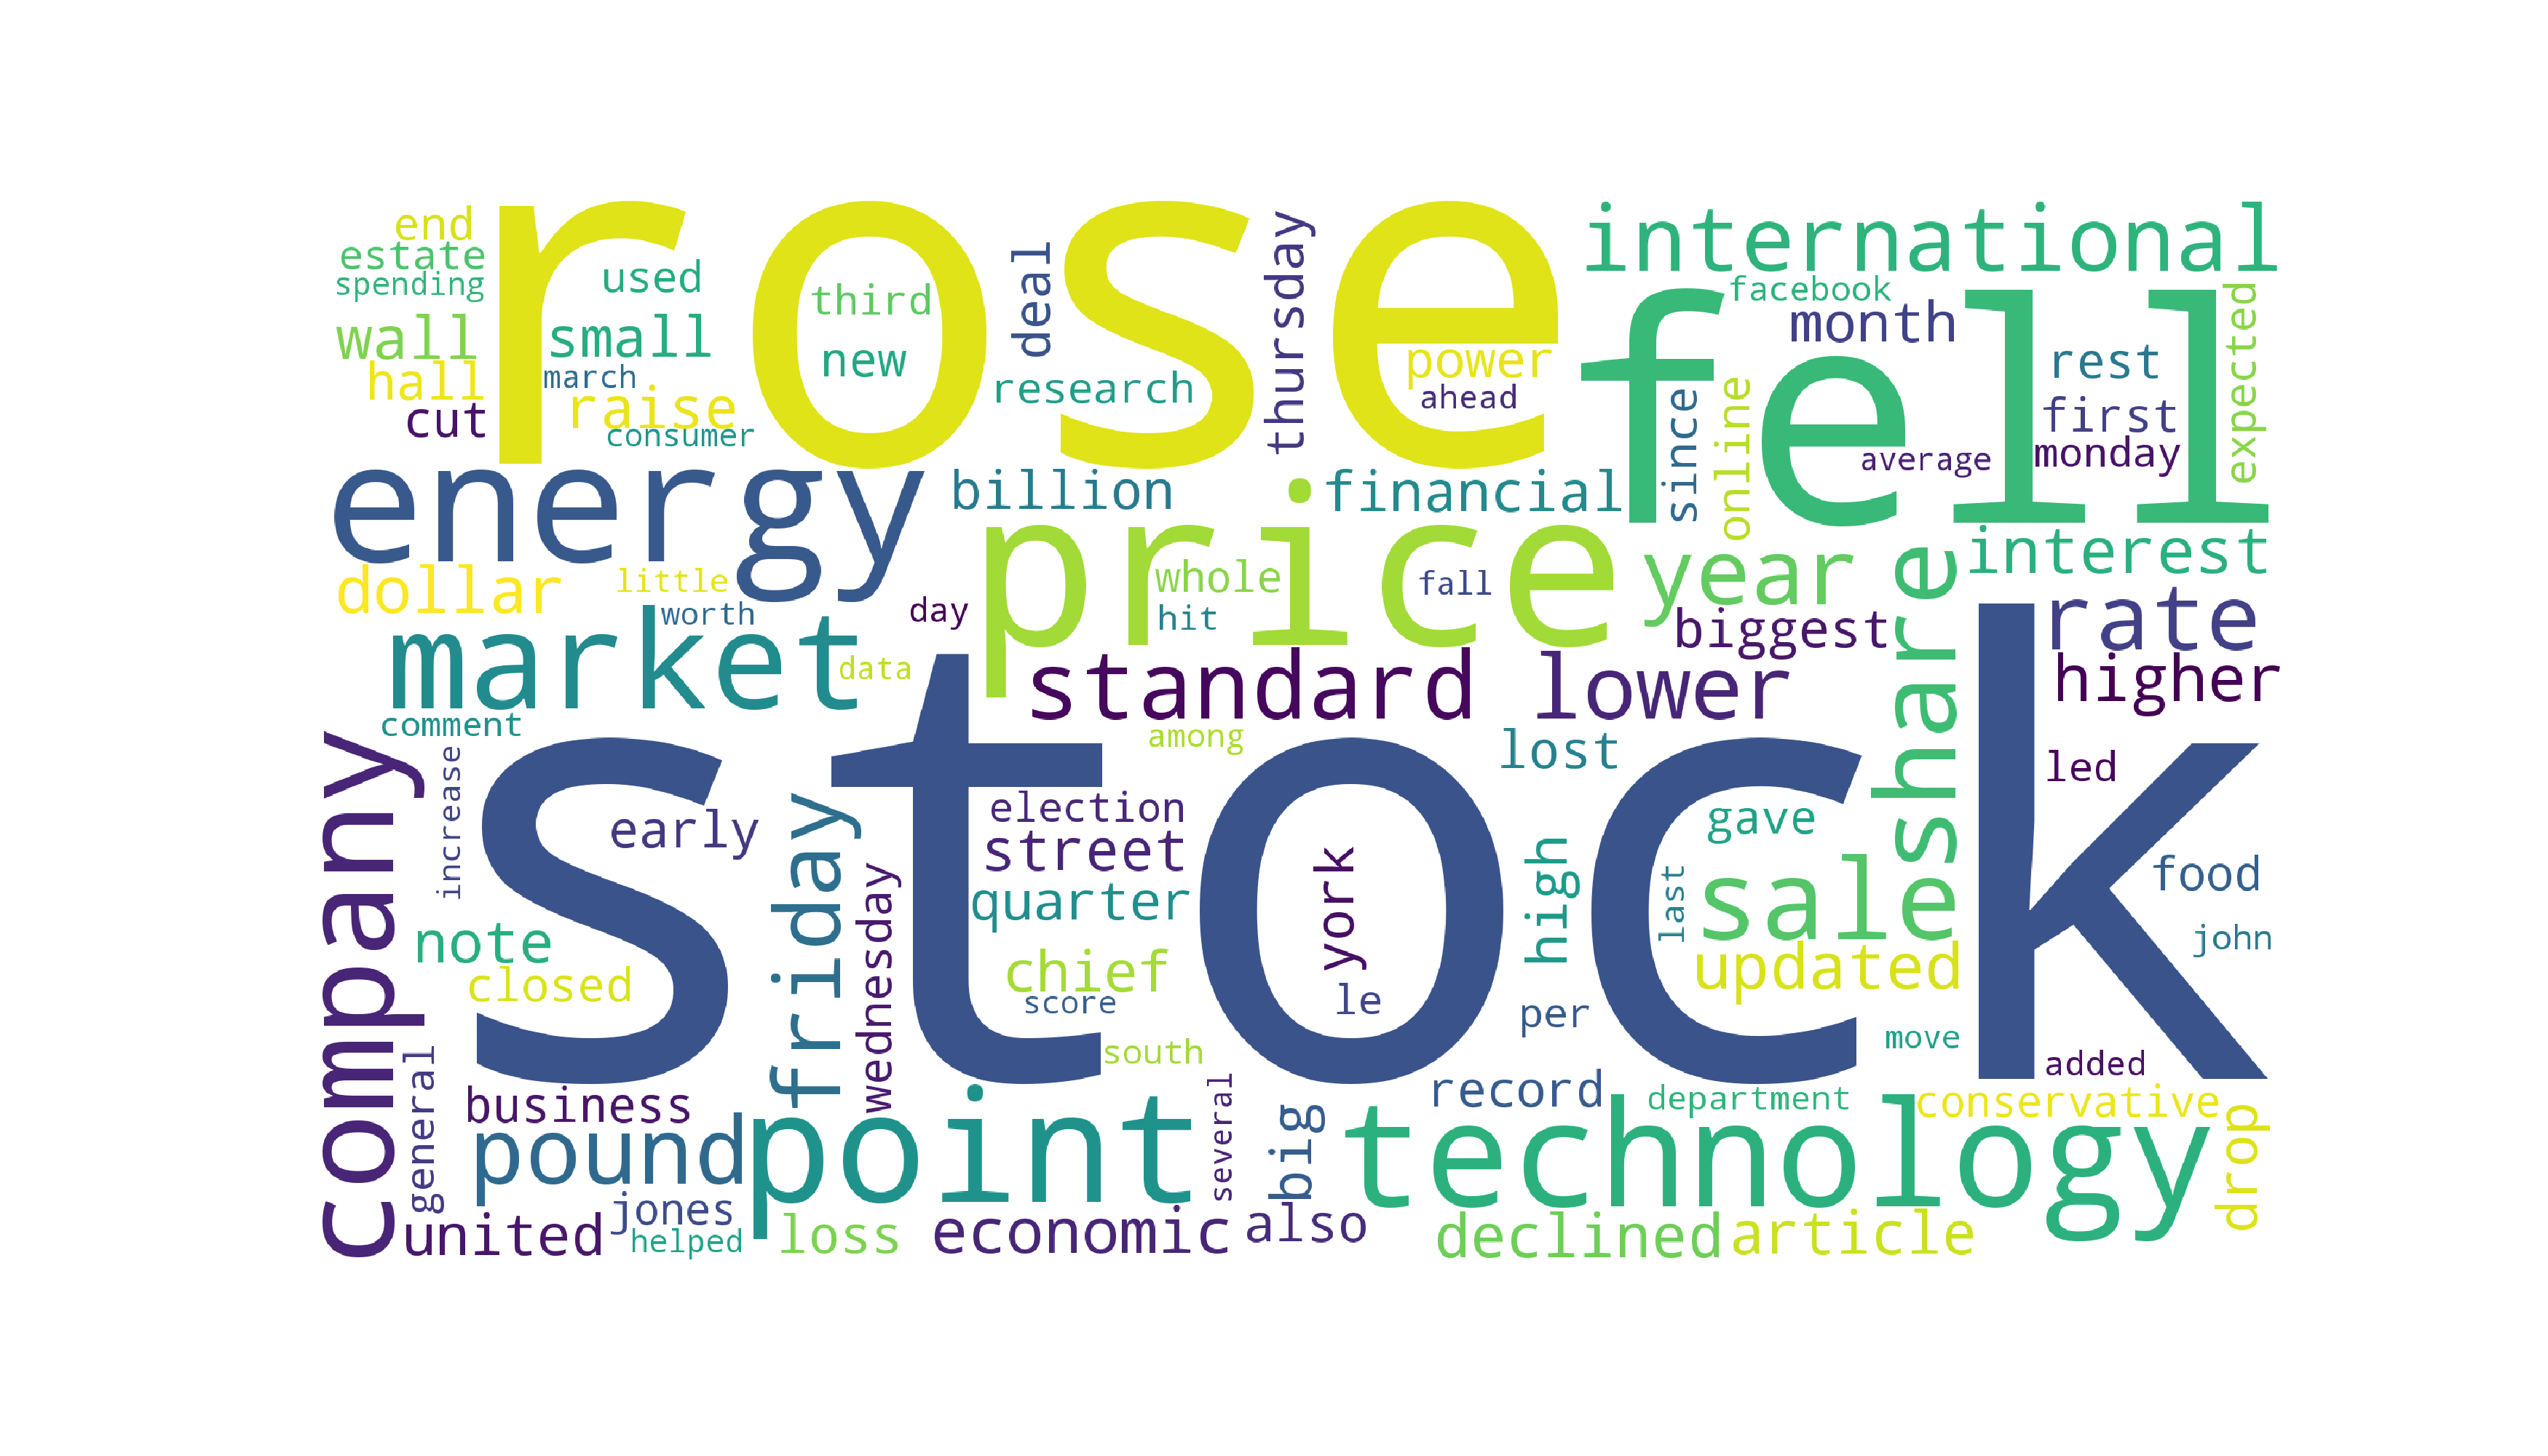 rose
international
end
estate
spending
used
third
deal
thursday
facebook
month
expected
wall
small
new
research
power
ahead
fell
rest
hall
march
raise
cut
consumer
since
online
first
monday
average
energy
billion
financial
price
year
interest
dollar
little
worth
day
whole
hit
fall
biggest
share
rate
market
data
standard
lower
higher
comment
among
lost
led
company
increase
stock
early
friday
wednesday
election
street
quarter
york
high
last
gave
sale
food
john
note
closed
chief
score
le
per
updated
move
south
added
general
business
pound
point
several
big
record
department
conservative
technology
drop
united
jones
helped
loss
economic
also
declined
article